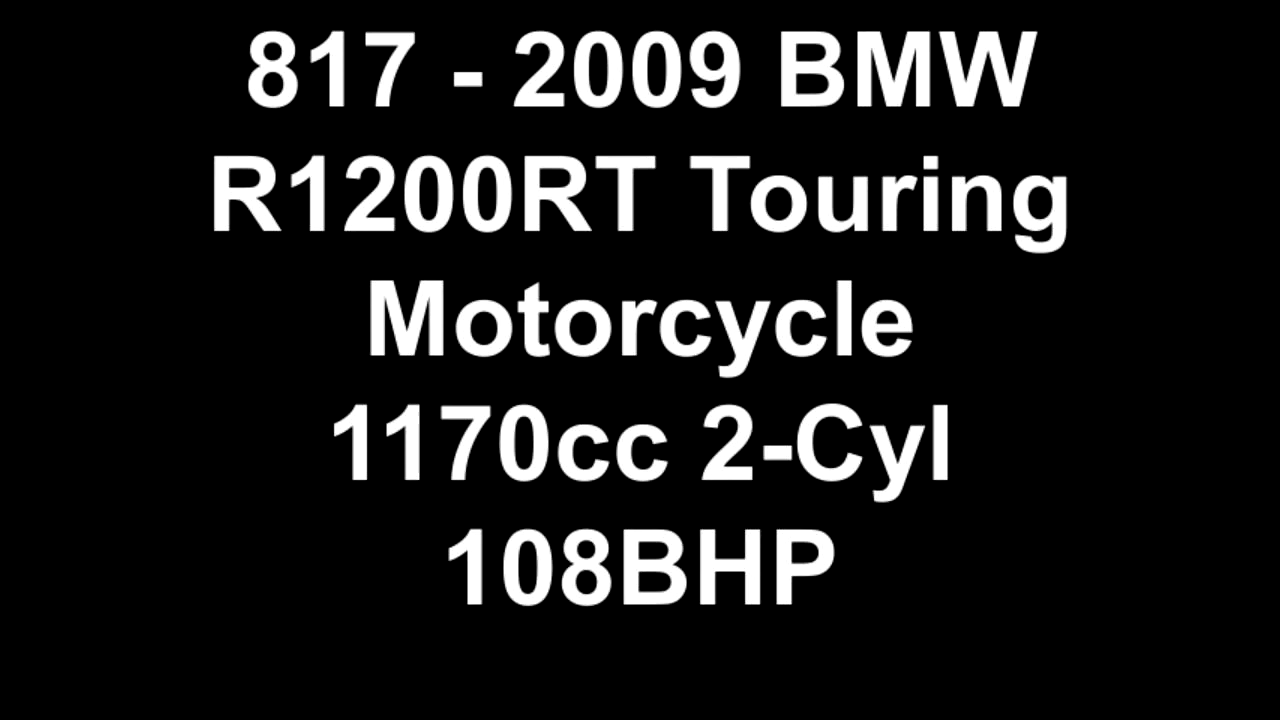 817 - 2009 BMW
R1200RT Touring
Motorcycle
1170cc 2-Cyl
108BHP